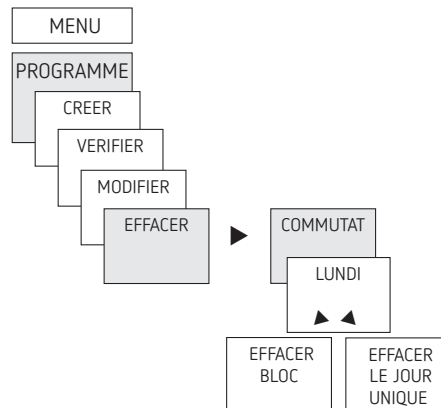 MENU
PROGRAMME
CREER
VERIFIER
MODIFIER
EFFACER
COMMUTAT
LUNDI
EFFACER
BLOC
EFFACER
LE JOUR
UNIQUE